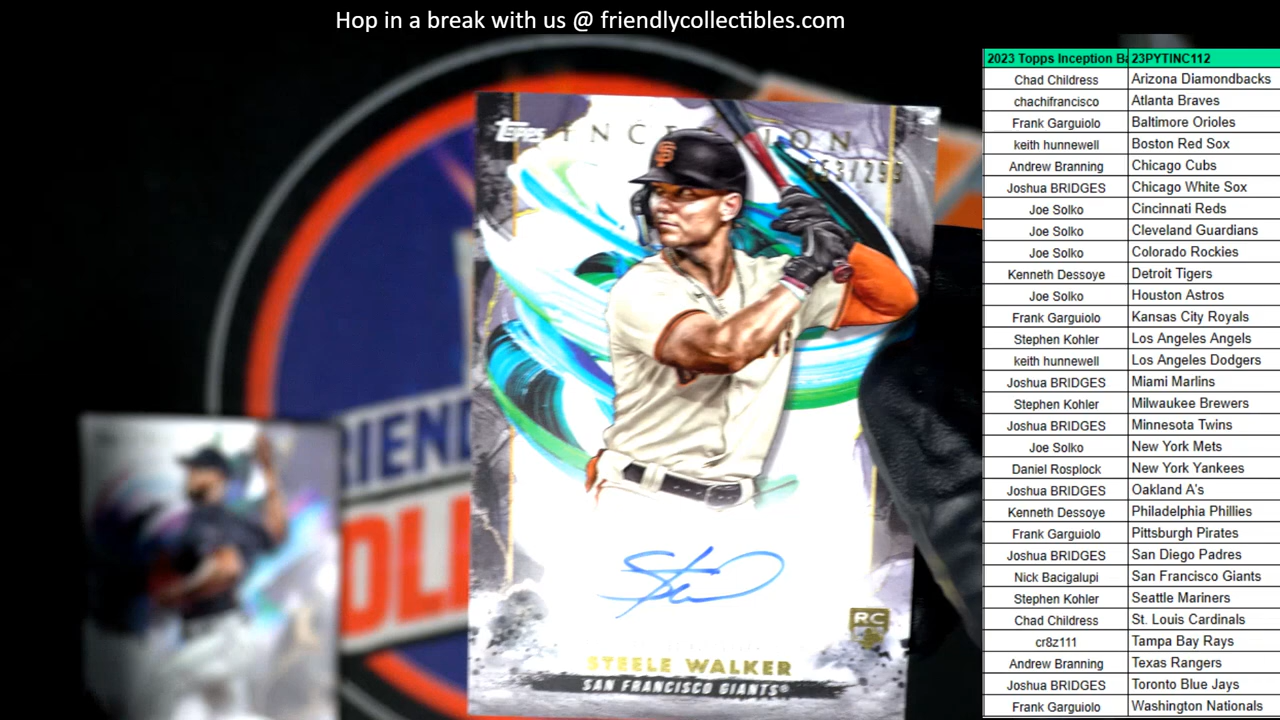 Hop in a break with us @ friendlycollectibles.com
Topps INCEPTION
/299
STEELE WALKER
SAN FRANCISCO GIANTS®
RC
2023 Topps Inception Ba 23PYTINC112
Chad Childress Arizona Diamondbacks
chachifrancisco Atlanta Braves
Frank Garguiolo Baltimore Orioles
keith hunnewell Boston Red Sox
Andrew Branning Chicago Cubs
Joshua BRIDGES Chicago White Sox
Joe Solko Cincinnati Reds
Joe Solko Cleveland Guardians
Joe Solko Colorado Rockies
Kenneth Dessoye Detroit Tigers
Joe Solko Houston Astros
Frank Garguiolo Kansas City Royals
Stephen Kohler Los Angeles Angels
keith hunnewell Los Angeles Dodgers
Joshua BRIDGES Miami Marlins
Stephen Kohler Milwaukee Brewers
Joshua BRIDGES Minnesota Twins
Joe Solko New York Mets
Daniel Rosplock New York Yankees
Joshua BRIDGES Oakland A's
Kenneth Dessoye Philadelphia Phillies
Frank Garguiolo Pittsburgh Pirates
Joshua BRIDGES San Diego Padres
Nick Bacigalupi San Francisco Giants
Stephen Kohler Seattle Mariners
Chad Childress St. Louis Cardinals
cr8z111 Tampa Bay Rays
Andrew Branning Texas Rangers
Joshua BRIDGES Toronto Blue Jays
Frank Garguiolo Washington Nationals